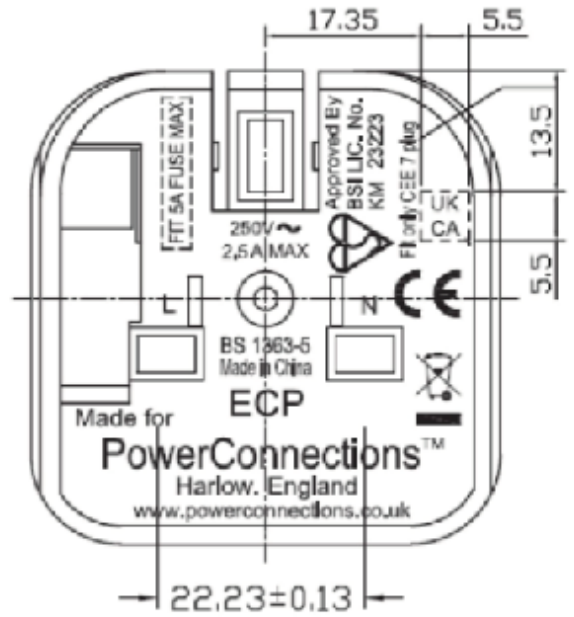 17.35 5.5
13.5
5.5
FIT 5A FUSE MAX
Approved By
BSI LIC. No.
KM 23223
Fit only CEE 7 plug
UK
CA
250V~
2,5A MAX
L N
CE
BS 1363-5
Made in China
ECP
Made for
PowerConnections™
Harlow. England
www.powerconnections.co.uk
22.23±0.13